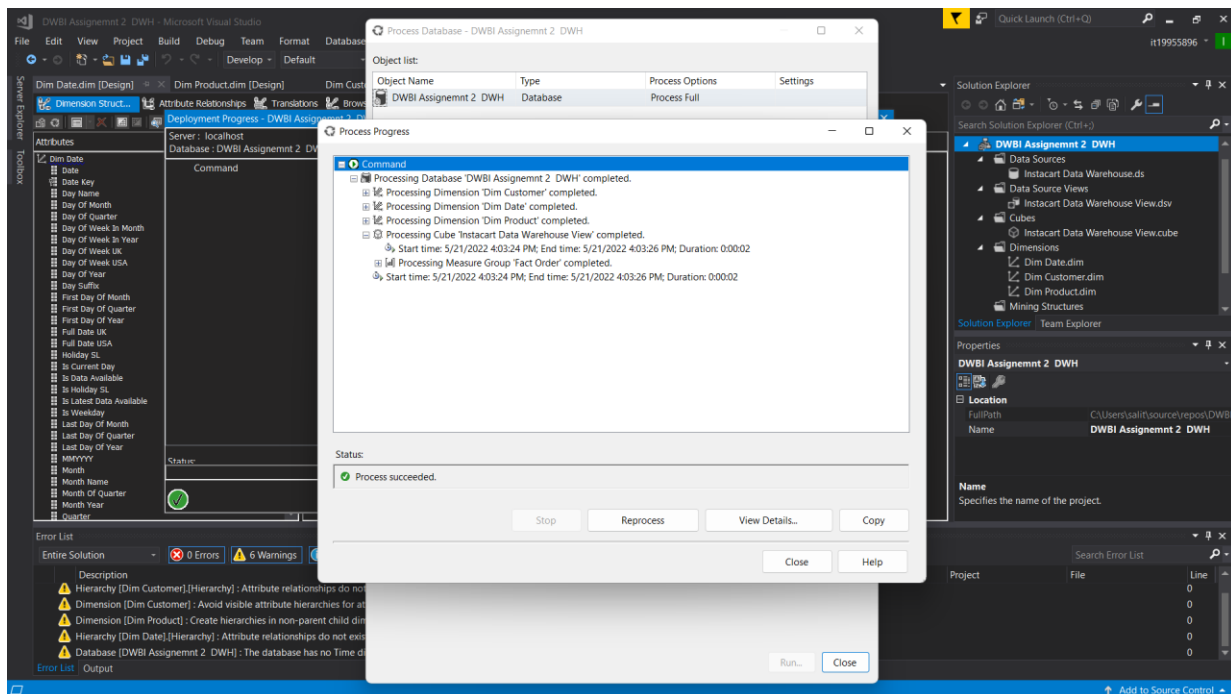 DWBI Assignemnt 2 DWH - Microsoft Visual Studio
Quick Launch (Ctrl+Q)
File Edit View Project Build Debug Team Format Database
it19955896
I
Develop
Default
Server Explorer
Toolbox
Dim Date.dim [Design]
Dim Product.dim [Design]
Dim Cust
Dimension Struct...
Attribute Relationships
Translations
Brows
Attributes
Dim Date
Date
Date Key
Day Name
Day Of Month
Day Of Quarter
Day Of Week In Month
Day Of Week In Year
Day Of Week UK
Day Of Week USA
Day Of Year
Day Suffix
First Day Of Month
First Day Of Quarter
First Day Of Year
Full Date UK
Full Date USA
Holiday SL
Is Current Day
Is Data Available
Is Holiday SL
Is Latest Data Available
Is Weekday
Last Day Of Month
Last Day Of Quarter
Last Day Of Year
MMYYYY
Month
Month Name
Month Of Quarter
Month Year
Quarter
Deployment Progress - DWBI Assignemnt 2 D
Server : localhost
Database : DWBI Assignemnt 2 DV
Command
Status:
Process Database - DWBI Assignemnt 2 DWH
Object list:
Object Name Type Process Options Settings
DWBI Assignemnt 2 DWH Database Process Full
Run...
Close
Process Progress
Command
Processing Database 'DWBI Assignemnt 2 DWH' completed.
Processing Dimension 'Dim Customer' completed.
Processing Dimension 'Dim Date' completed.
Processing Dimension 'Dim Product' completed.
Processing Cube 'Instacart Data Warehouse View' completed.
Start time: 5/21/2022 4:03:24 PM; End time: 5/21/2022 4:03:26 PM; Duration: 0:00:02
Processing Measure Group 'Fact Order' completed.
Start time: 5/21/2022 4:03:24 PM; End time: 5/21/2022 4:03:26 PM; Duration: 0:00:02
Status:
Process succeeded.
Stop
Reprocess
View Details...
Copy
Close
Help
Solution Explorer
Search Solution Explorer (Ctrl+;)
DWBI Assignemnt 2 DWH
Data Sources
Instacart Data Warehouse.ds
Data Source Views
Instacart Data Warehouse View.dsv
Cubes
Instacart Data Warehouse View.cube
Dimensions
Dim Date.dim
Dim Customer.dim
Dim Product.dim
Mining Structures
Solution Explorer Team Explorer
Properties
DWBI Assignemnt 2 DWH
Location
FullPath C:\Users\salit\source\repos\DWB
Name DWBI Assignemnt 2 DWH
Name
Specifies the name of the project.
Error List
Entire Solution
0 Errors
6 Warnings
Search Error List
Description Project File Line
Hierarchy [Dim Customer].[Hierarchy] : Attribute relationships do not 0
Dimension [Dim Customer] : Avoid visible attribute hierarchies for at 0
Dimension [Dim Product] : Create hierarchies in non-parent child dim 0
Hierarchy [Dim Date].[Hierarchy] : Attribute relationships do not exis 0
Database [DWBI Assignemnt 2 DWH] : The database has no Time di 0
Error List Output
Add to Source Control